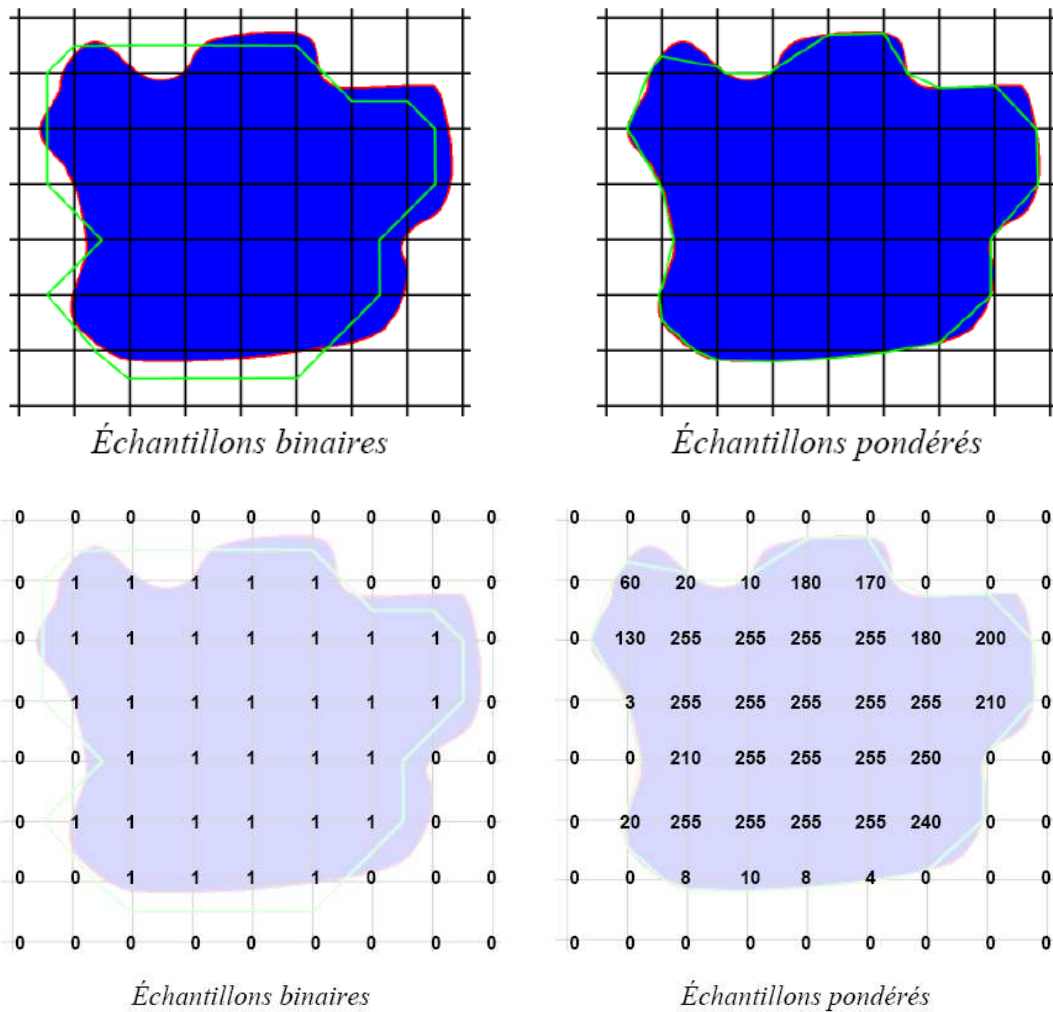 Échantillons binaires
Échantillons pondérés
0 0 0 0 0 0 0 0 0
0 1 1 1 1 1 0 0 0
0 1 1 1 1 1 1 1 0
0 1 1 1 1 1 1 1 0
0 0 1 1 1 1 1 0 0
0 1 1 1 1 1 1 0 0
0 0 1 1 1 1 0 0 0
0 0 0 0 0 0 0 0 0
Échantillons binaires
0 0 0 0 0 0 0 0 0
0 60 20 10 180 170 0 0 0
0 130 255 255 255 255 180 200 0
0 3 255 255 255 255 255 210 0
0 0 210 255 255 255 250 0 0
0 20 255 255 255 255 240 0 0
0 0 8 10 8 4 0 0 0
0 0 0 0 0 0 0 0 0
Échantillons pondérés